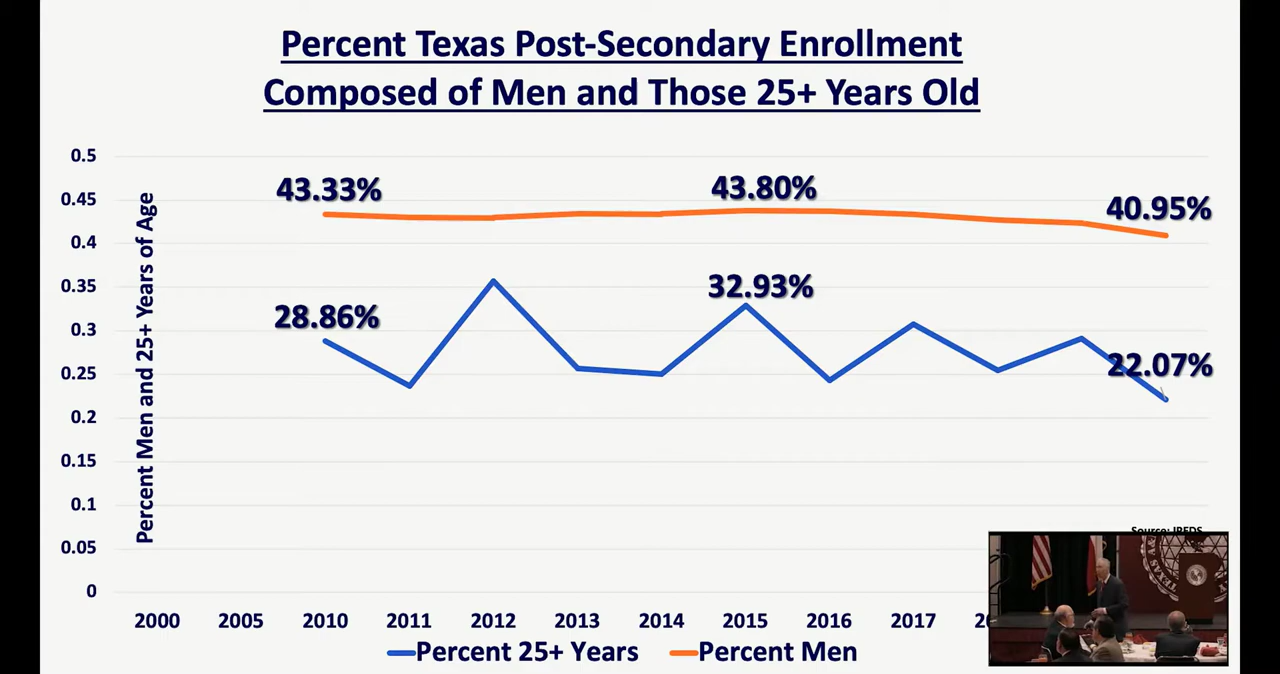 Percent Texas Post-Secondary Enrollment
Composed of Men and Those 25+ Years Old
Percent Men and 25+ Years of Age
0.5
0.45
0.4
0.35
0.3
0.25
0.2
0.15
0.1
0.05
0
43.33%
43.80%
40.95%
28.86%
32.93%
22.07%
Source: IPEDS
2000 2005 2010 2011 2012 2013 2014 2015 2016 2017
Percent 25+ Years Percent Men
TEXAS